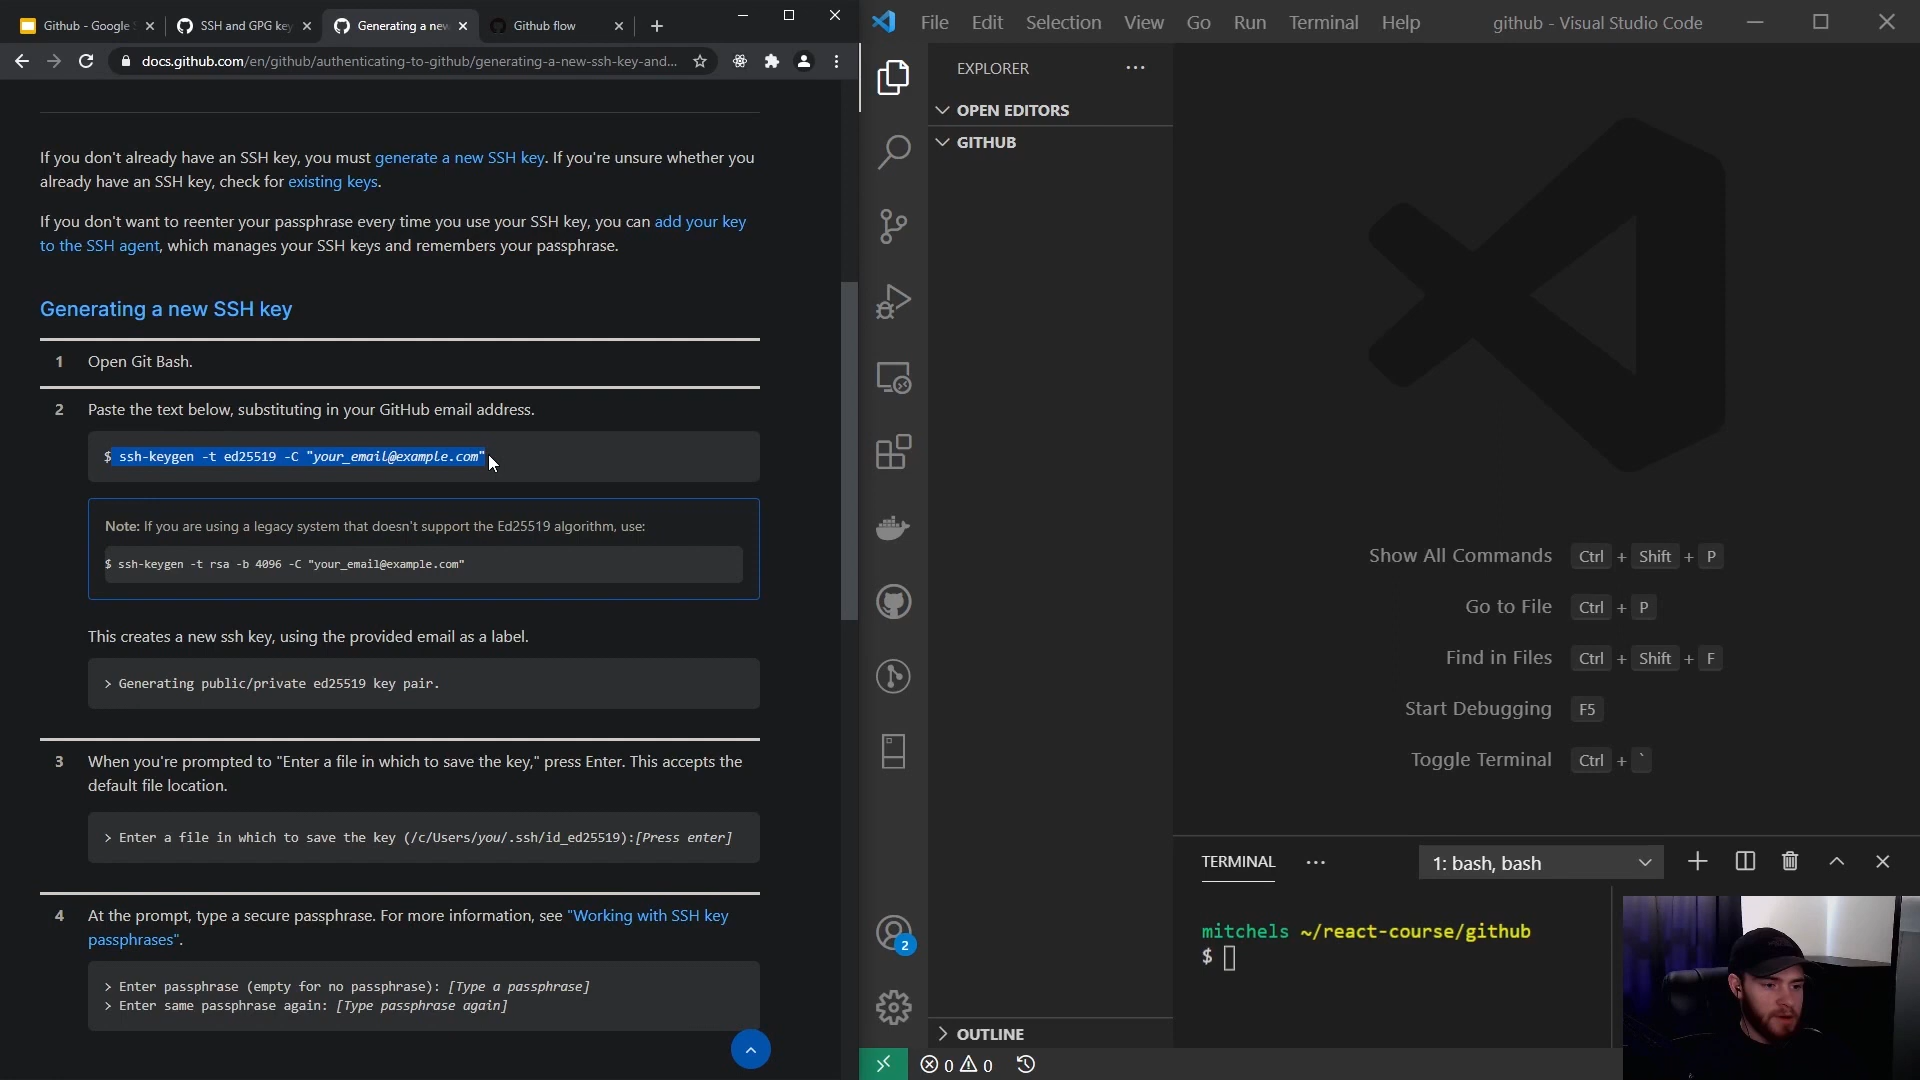 Github - Google S
SSH and GPG key
Generating a new
Github flow
docs.github.com/en/github/authenticating-to-github/generating-a-new-ssh-key-and...
If you don't already have an SSH key, you must generate a new SSH key. If you're unsure whether you
already have an SSH key, check for existing keys.
If you don't want to reenter your passphrase every time you use your SSH key, you can add your key
to the SSH agent, which manages your SSH keys and remembers your passphrase.
Generating a new SSH key
1 Open Git Bash.
2 Paste the text below, substituting in your GitHub email address.
$ ssh-keygen -t ed25519 -C "your_email@example.com"
Note: If you are using a legacy system that doesn't support the Ed25519 algorithm, use:
$ ssh-keygen -t rsa -b 4096 -C "your_email@example.com"
This creates a new ssh key, using the provided email as a label.
> Generating public/private ed25519 key pair.
3 When you're prompted to "Enter a file in which to save the key," press Enter. This accepts the
default file location.
> Enter a file in which to save the key (/c/Users/you/.ssh/id_ed25519):[Press enter]
4 At the prompt, type a secure passphrase. For more information, see "Working with SSH key
passphrases".
> Enter passphrase (empty for no passphrase): [Type a passphrase]
> Enter same passphrase again: [Type passphrase again]
File Edit Selection View Go Run Terminal Help
github - Visual Studio Code
EXPLORER
OPEN EDITORS
GITHUB
Show All Commands Ctrl + Shift + P
Go to File Ctrl + P
Find in Files Ctrl + Shift + F
Start Debugging F5
Toggle Terminal Ctrl + `
TERMINAL
1: bash, bash
mitchels ~/react-course/github
$
2
OUTLINE
0 0